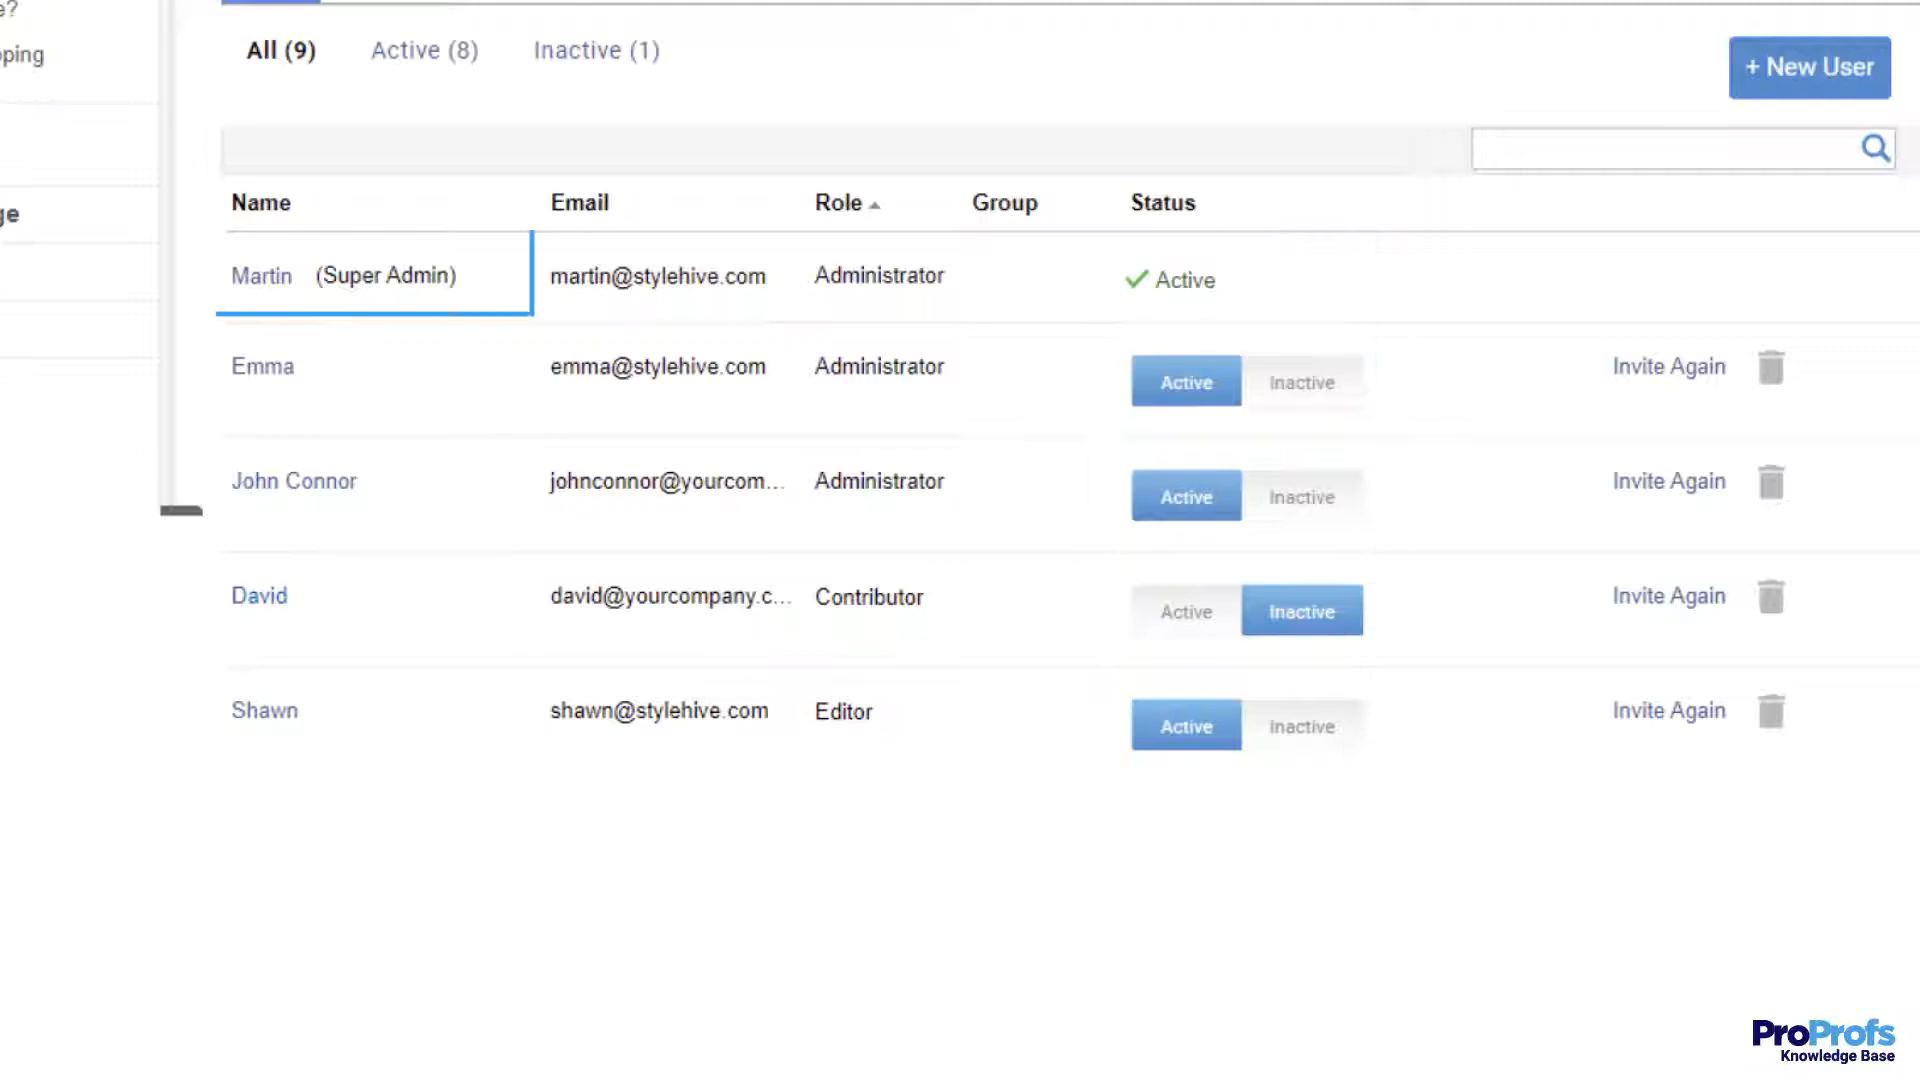 e?
pping
ge
All (9) Active (8) Inactive (1)
+ New User
Name Email Role Group Status
Martin (Super Admin) martin@stylehive.com Administrator Active
Emma emma@stylehive.com Administrator Active Inactive Invite Again
John Connor johnconnor@yourcom... Administrator Active Inactive Invite Again
David david@yourcompany.c... Contributor Active Inactive Invite Again
Shawn shawn@stylehive.com Editor Active Inactive Invite Again
ProProfs
Knowledge Base